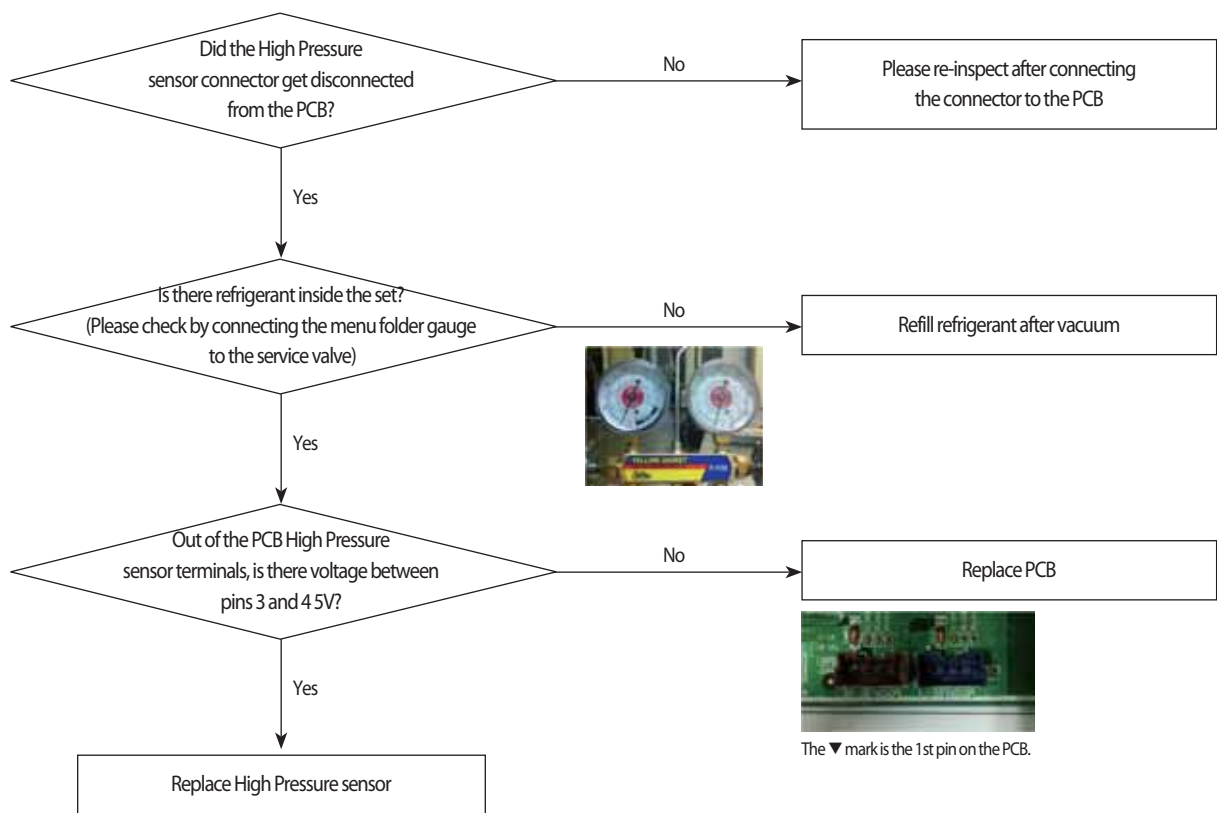 Did the High Pressure
sensor connector get disconnected
from the PCB?
No
Please re-inspect after connecting
the connector to the PCB
Yes
Is there refrigerant inside the set?
(Please check by connecting the menu folder gauge
to the service valve)
No
Refill refrigerant after vacuum
YELLOW JACKET
Yes
Out of the PCB High Pressure
sensor terminals, is there voltage between
pins 3 and 4 5V?
No
Replace PCB
The ▼ mark is the 1st pin on the PCB.
Yes
Replace High Pressure sensor